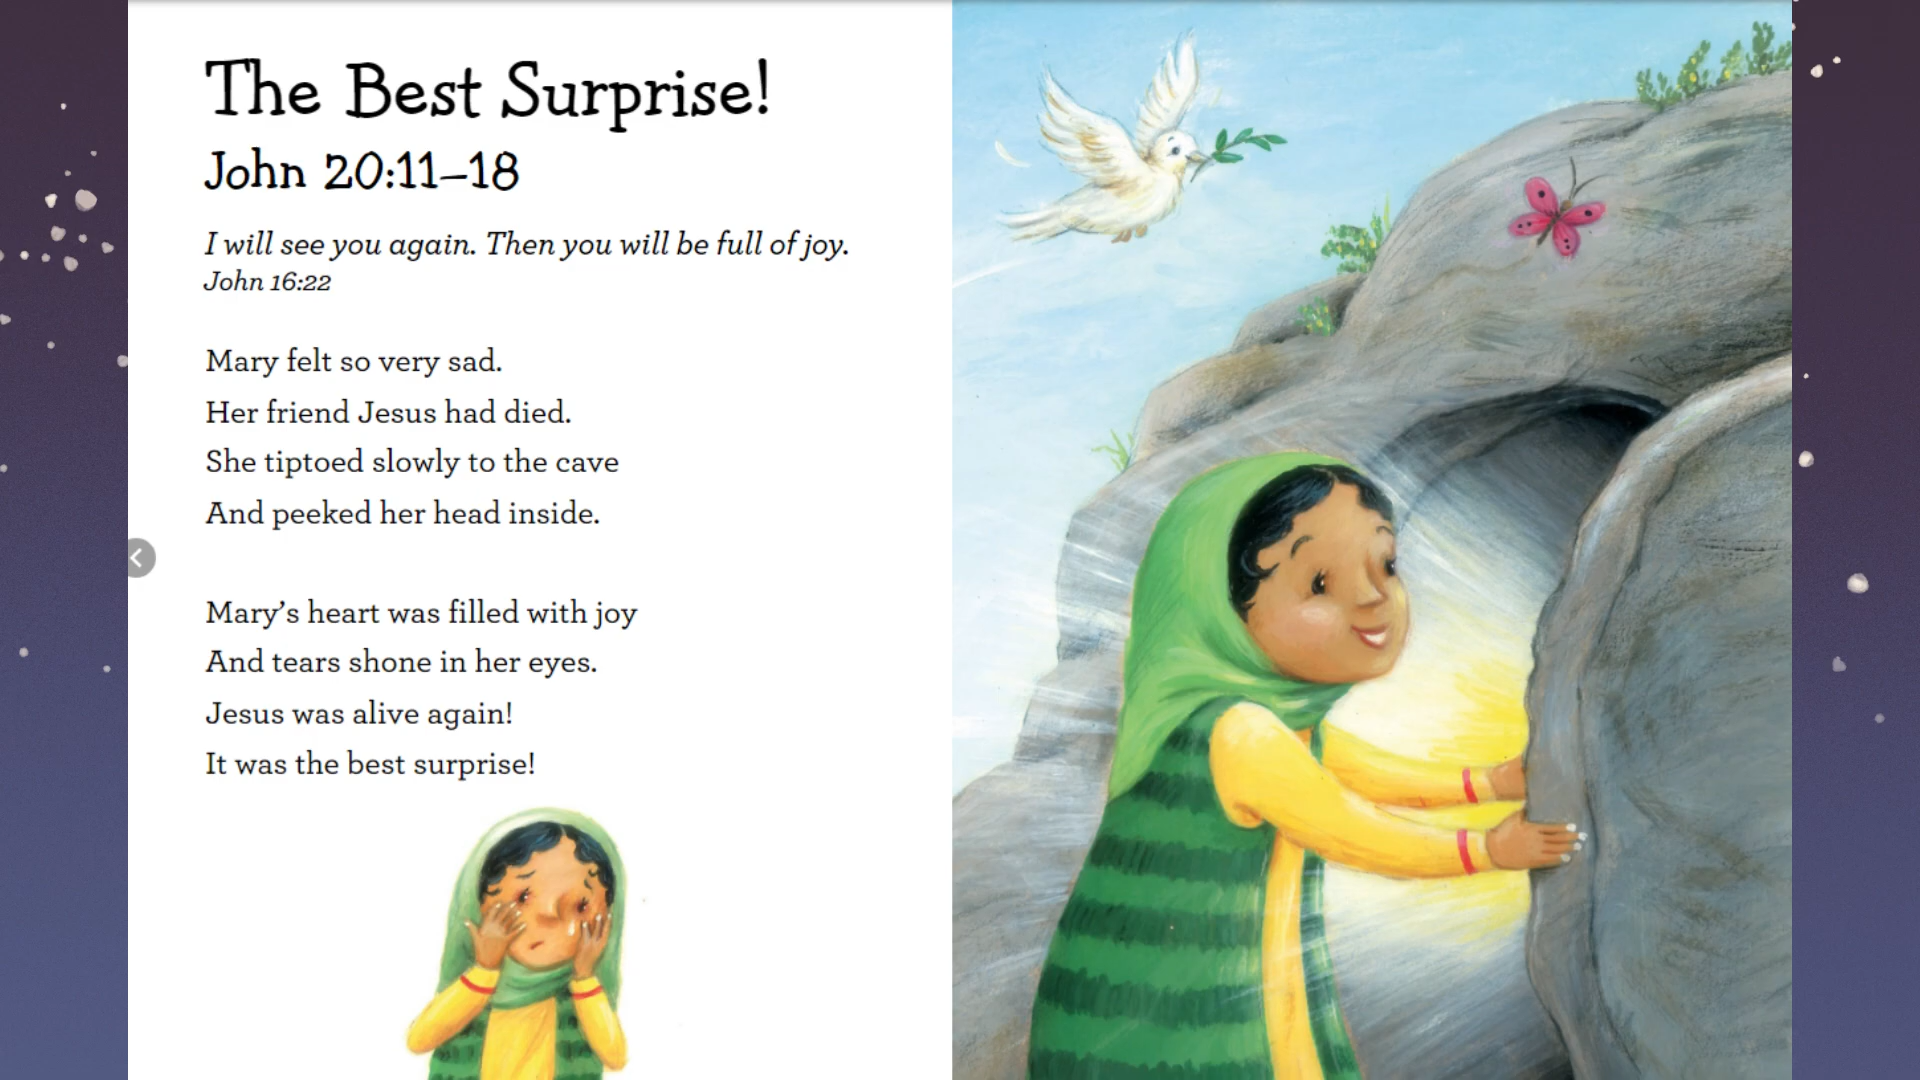 The Best Surprise!
John 20:11–18
I will see you again. Then you will be full of joy.
John 16:22
Mary felt so very sad.
Her friend Jesus had died.
She tiptoed slowly to the cave
And peeked her head inside.
Mary’s heart was filled with joy
And tears shone in her eyes.
Jesus was alive again!
It was the best surprise!